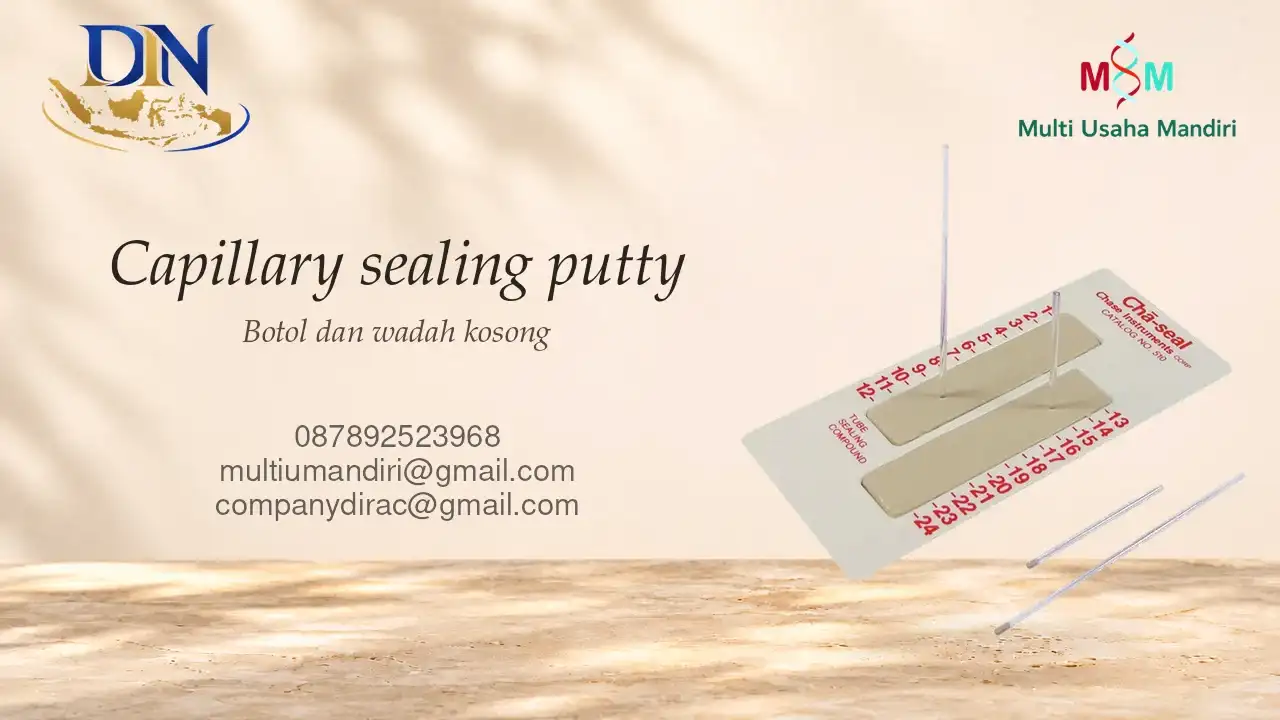 DIN
M M
Multi Usaha Mandiri
Capillary sealing putty
Botol dan wadah kosong
087892523968
multiumandiri@gmail.com
companydirac@gmail.com
Chā-seal
Chase Instruments CORP.
CATALOG NO. 510
1- 2- 3- 4- 5- 6- 7- 8- 9- 10- 11- 12-
TUBE
SEALING
COMPOUND
-13 -14 -15 -16 -17 -18 -19 -20 -21 -22 -23 -24